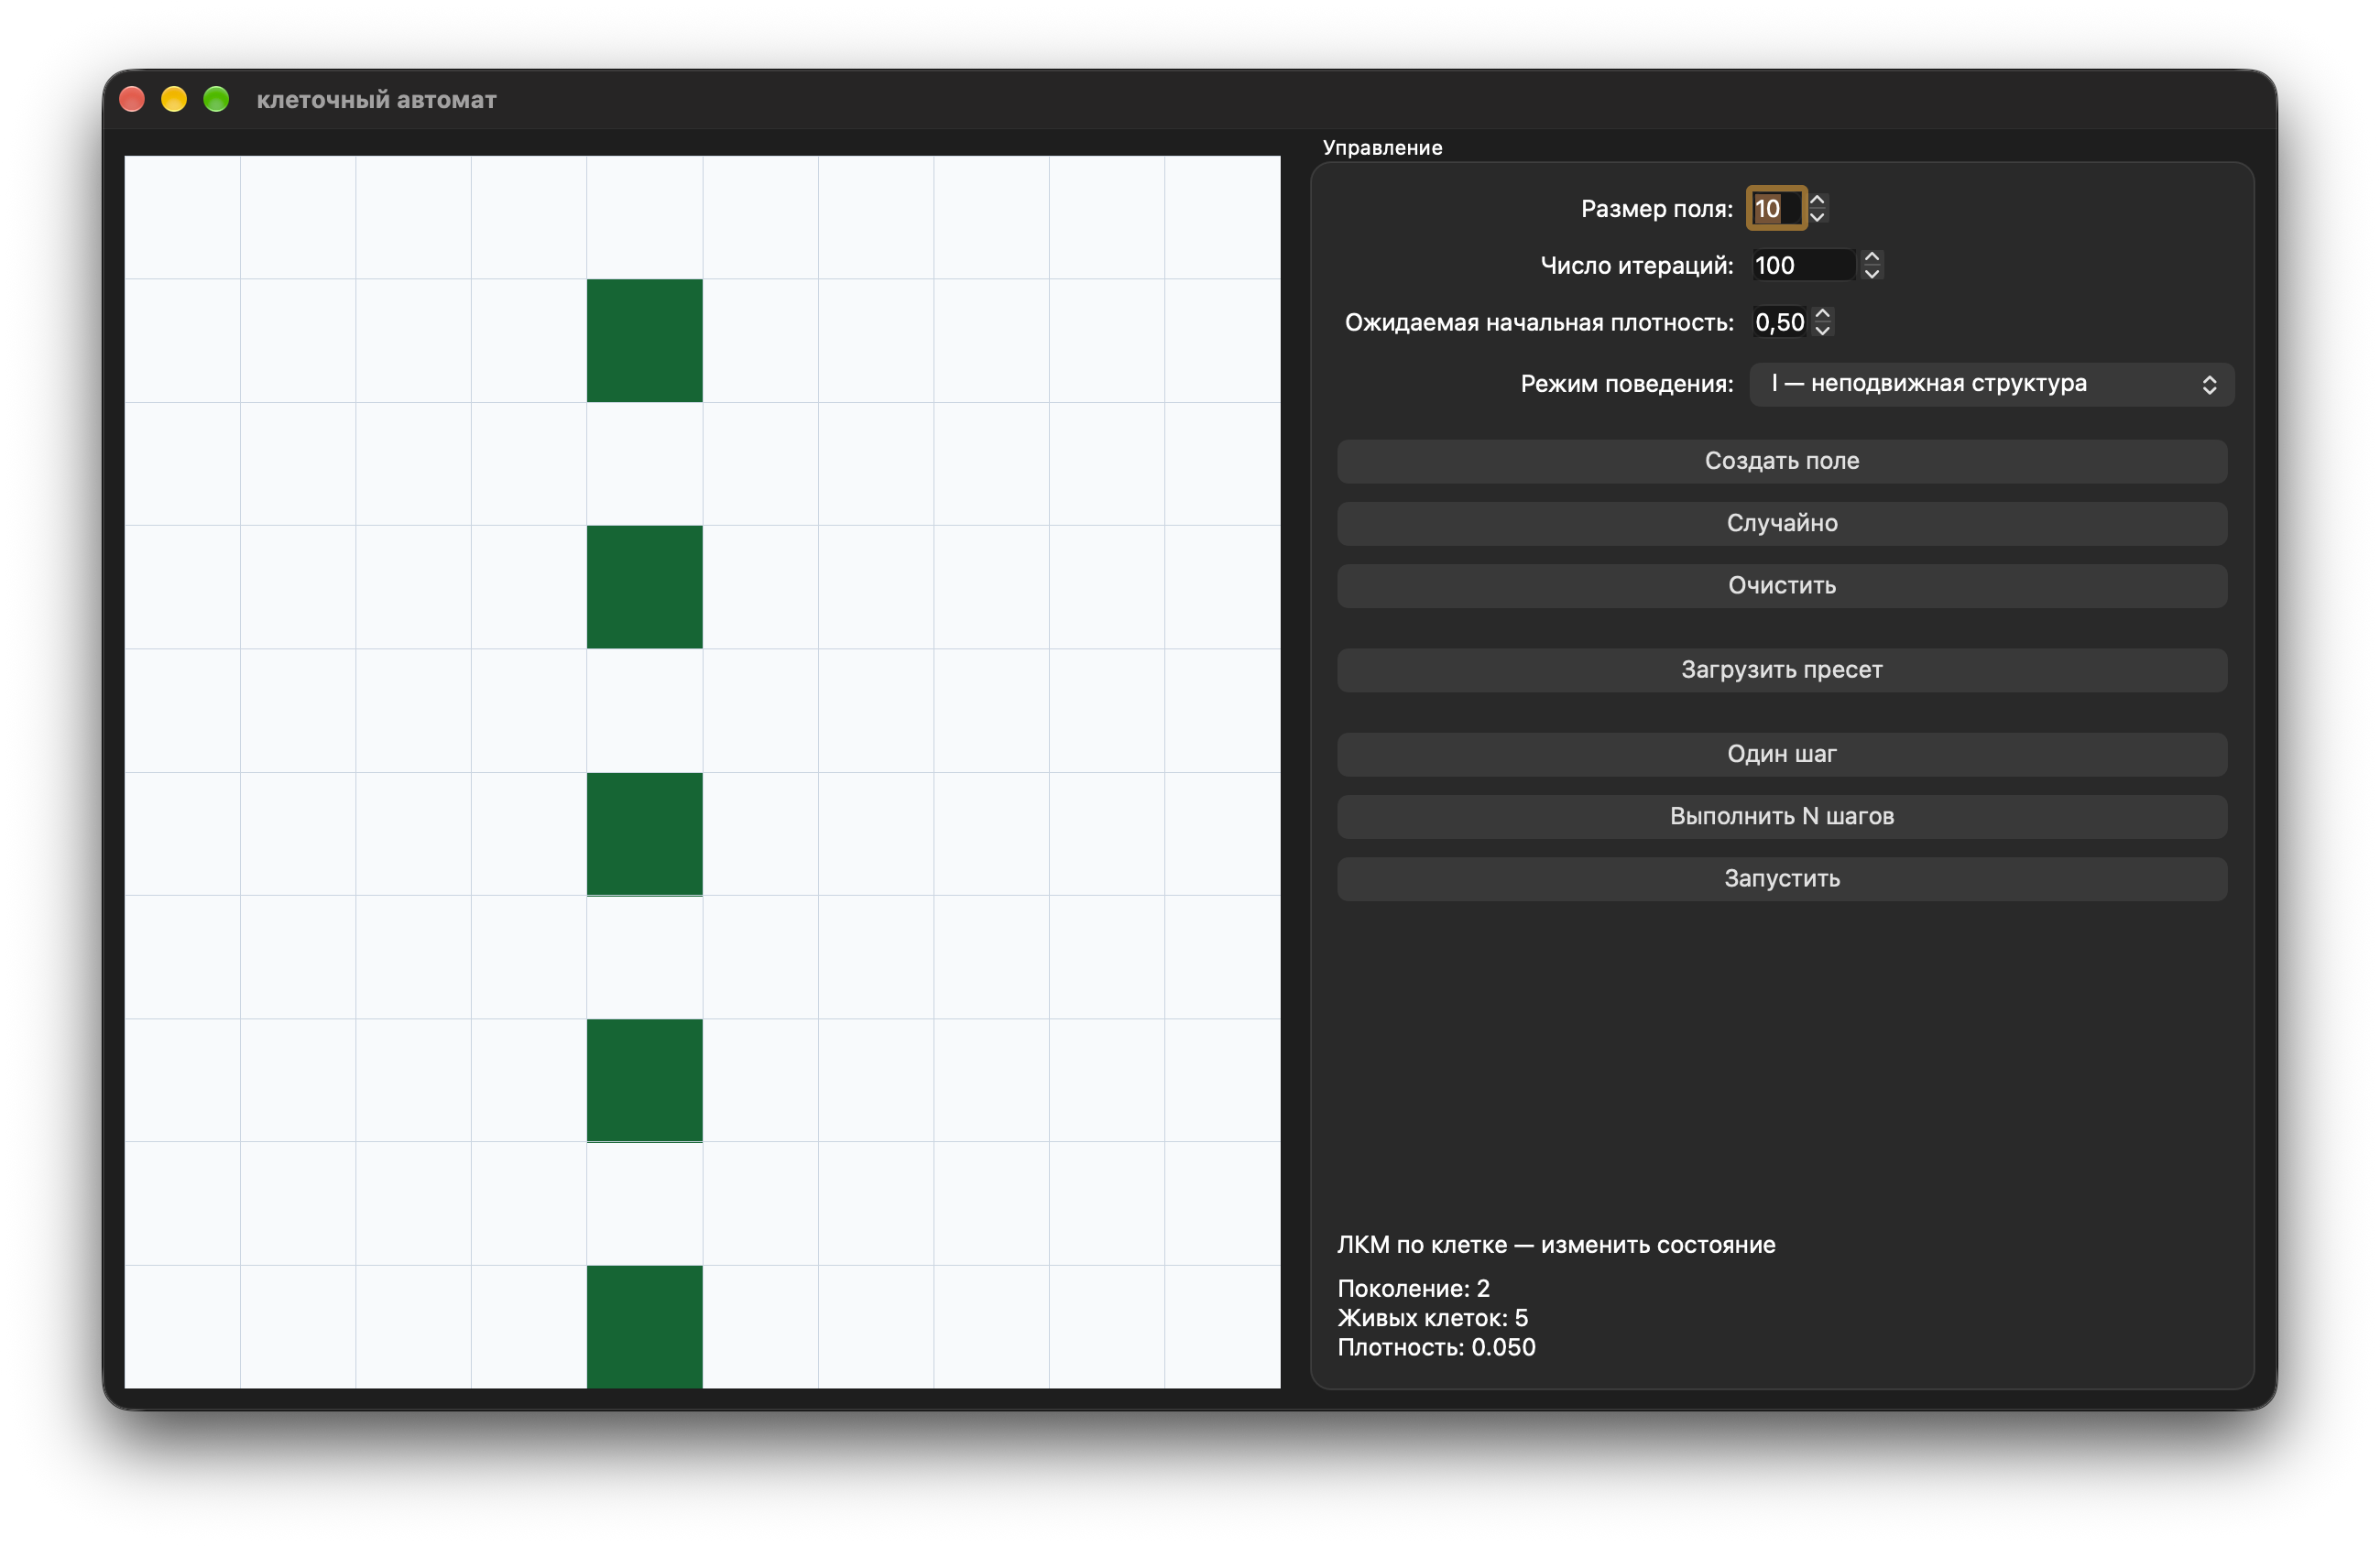 клеточный автомат
Управление
Размер поля: 10
Число итераций: 100
Ожидаемая начальная плотность: 0,50
Режим поведения: I — неподвижная структура
Создать поле
Случайно
Очистить
Загрузить пресет
Один шаг
Выполнить N шагов
Запустить
ЛКМ по клетке — изменить состояние
Поколение: 2
Живых клеток: 5
Плотность: 0.050